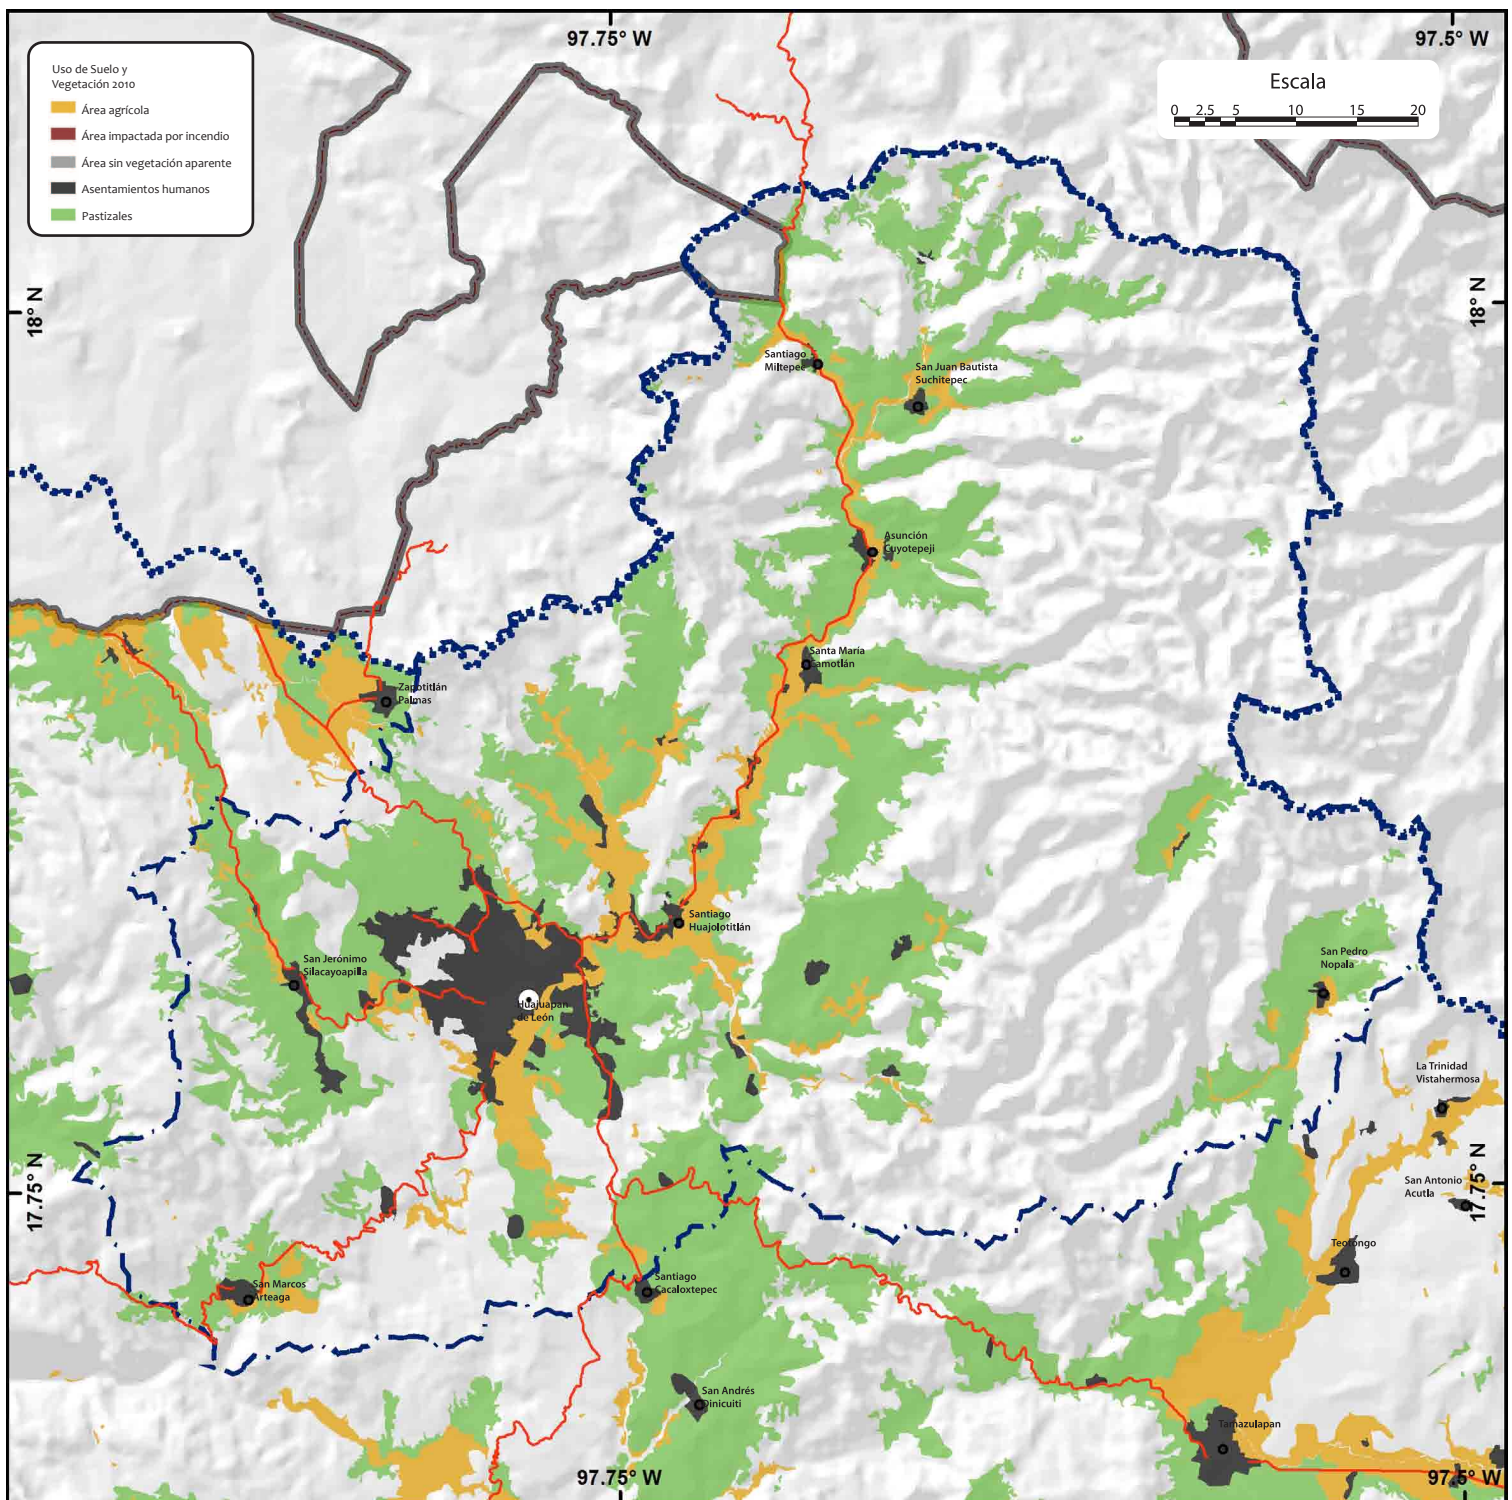 97.75° W
97.5° W
Uso de Suelo y
Vegetación 2010
Área agrícola
Área impactada por incendio
Área sin vegetación aparente
Asentamientos humanos
Pastizales
Escala
0 2.5 5 10 15 20
18° N
18° N
Santiago
Miltepec
San Juan Bautista
Suchitepec
Asunción
Cuyotepeji
Santa María
Camotlán
Zapotitlán
Palmas
Santiago
Huajolotitlán
San Jerónimo
Silacayoapilla
San Pedro
Nopala
Huajuapan
de León
La Trinidad
Vistahermosa
17.75° N
17.75° N
San Antonio
Acutla
Teotongo
San Marcos
Arteaga
Santiago
Cacaloxtepec
San Andrés
Dinicuiti
Tamazulapan
97.75° W
97.5° W